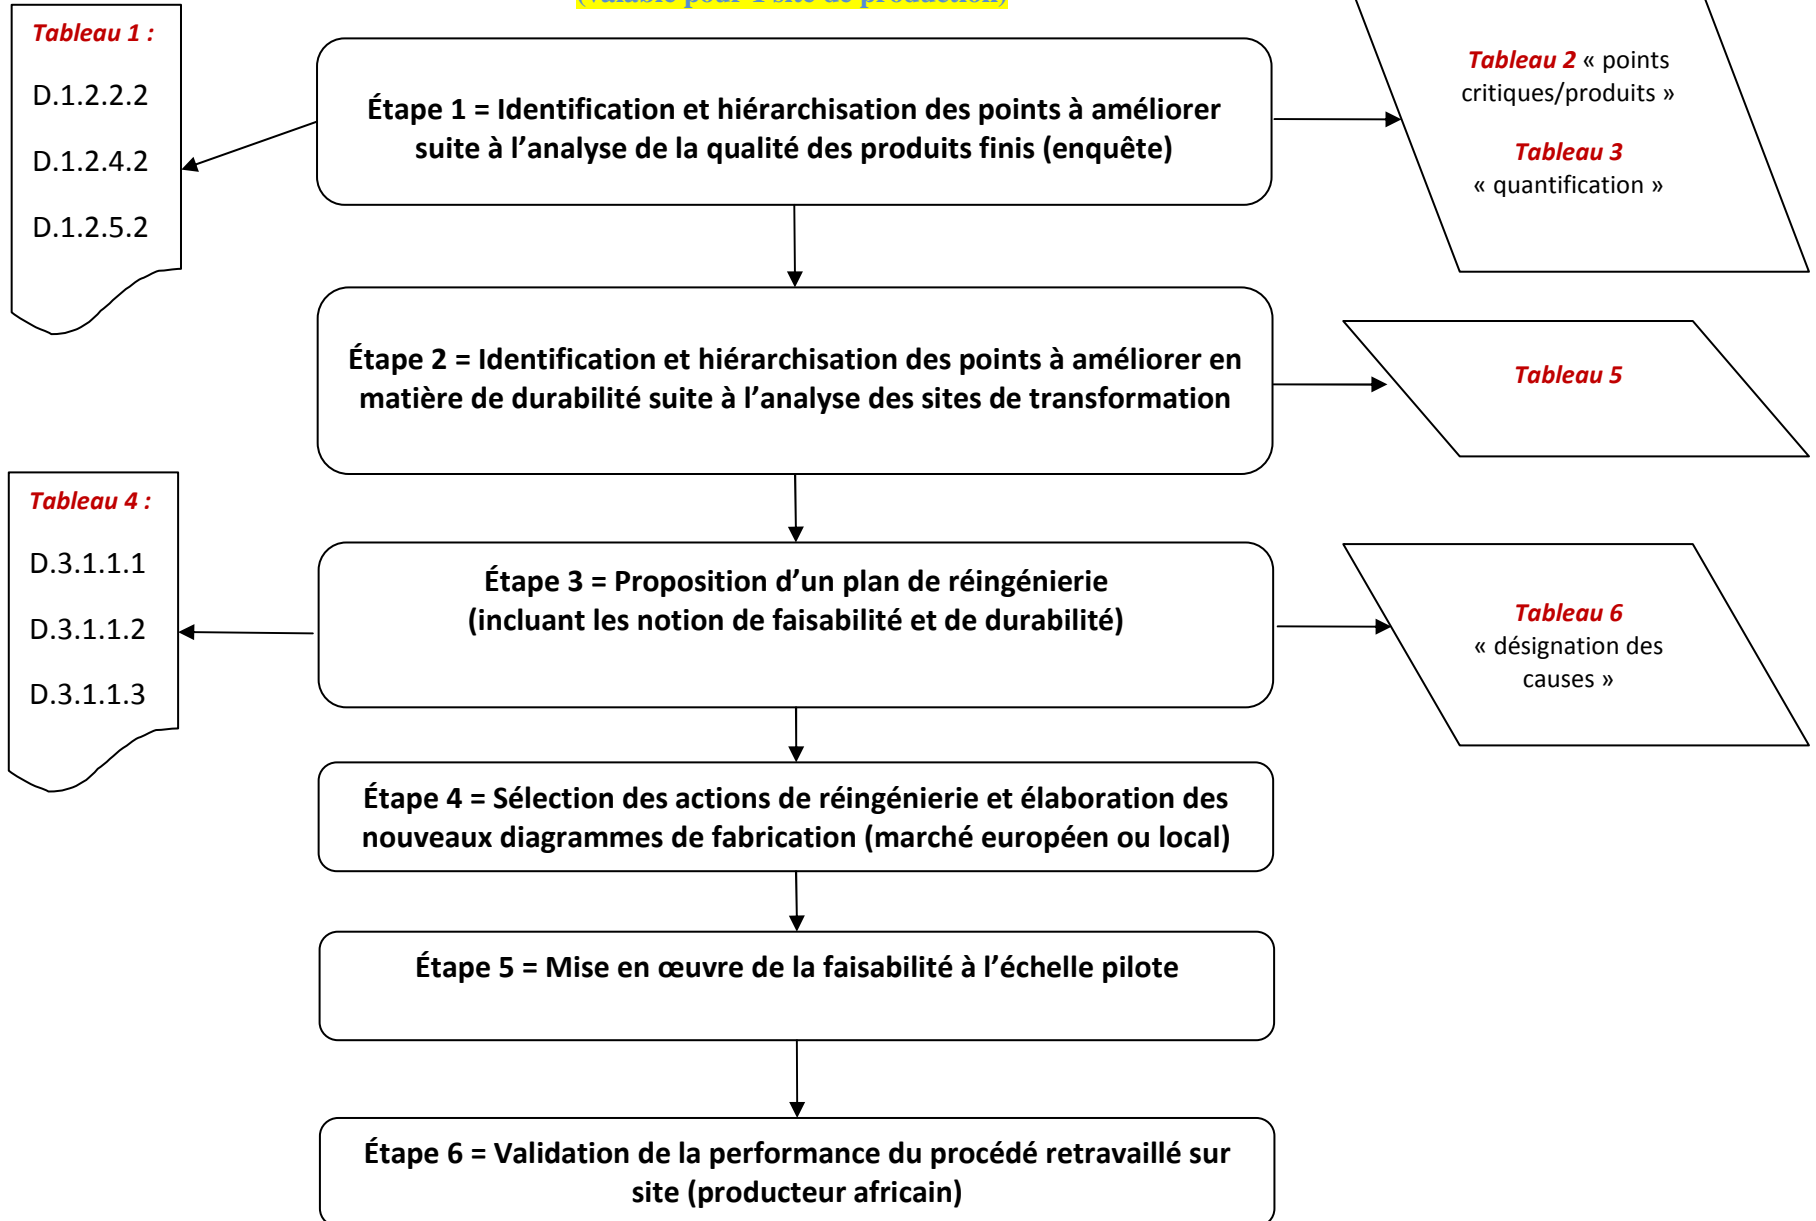 (valable pour 1 site de production)
Tableau 1 :
D.1.2.2.2
D.1.2.4.2
D.1.2.5.2
Étape 1 = Identification et hiérarchisation des points à améliorer
suite à l’analyse de la qualité des produits finis (enquête)
Tableau 2 « points
critiques/produits »
Tableau 3
« quantification »
Étape 2 = Identification et hiérarchisation des points à améliorer en
matière de durabilité suite à l’analyse des sites de transformation
Tableau 5
Tableau 4 :
D.3.1.1.1
D.3.1.1.2
D.3.1.1.3
Étape 3 = Proposition d’un plan de réingénierie
(incluant les notion de faisabilité et de durabilité)
Tableau 6
« désignation des
causes »
Étape 4 = Sélection des actions de réingénierie et élaboration des
nouveaux diagrammes de fabrication (marché européen ou local)
Étape 5 = Mise en œuvre de la faisabilité à l’échelle pilote
Étape 6 = Validation de la performance du procédé retravaillé sur
site (producteur africain)